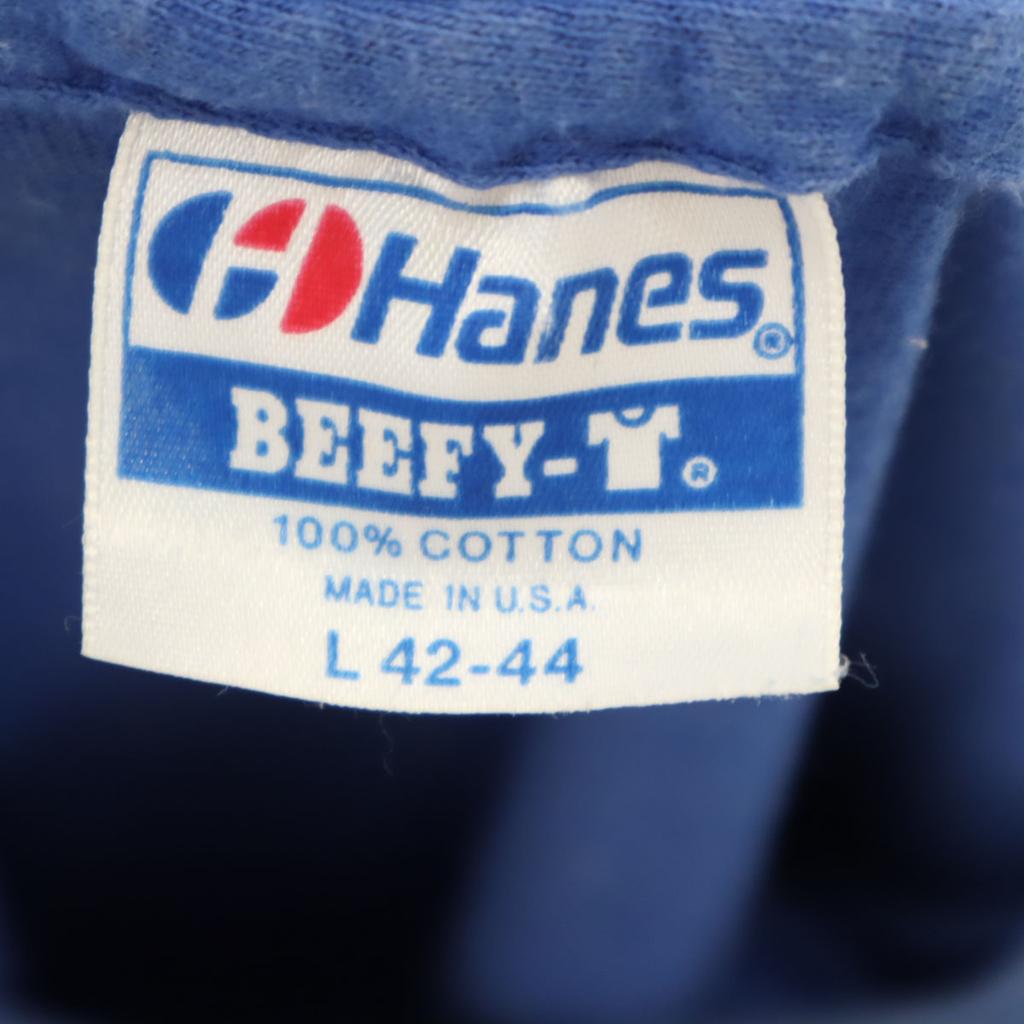 Hanes®
BEEFY-T®
100% COTTON
MADE IN U.S.A.
L 42-44